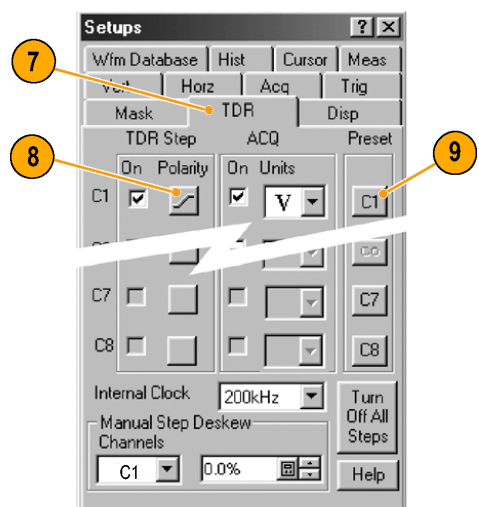 Setups
Wfm Database Hist Cursor Meas
Vert Horz Acq Trig
Mask TDR Disp
7
TDR Step ACQ Preset
8
On Polarity On Units
9
C1 V C1
C7 C7
C8 C8
Internal Clock 200kHz Turn Off All Steps
Manual Step Deskew
Channels
C1 0.0% Help